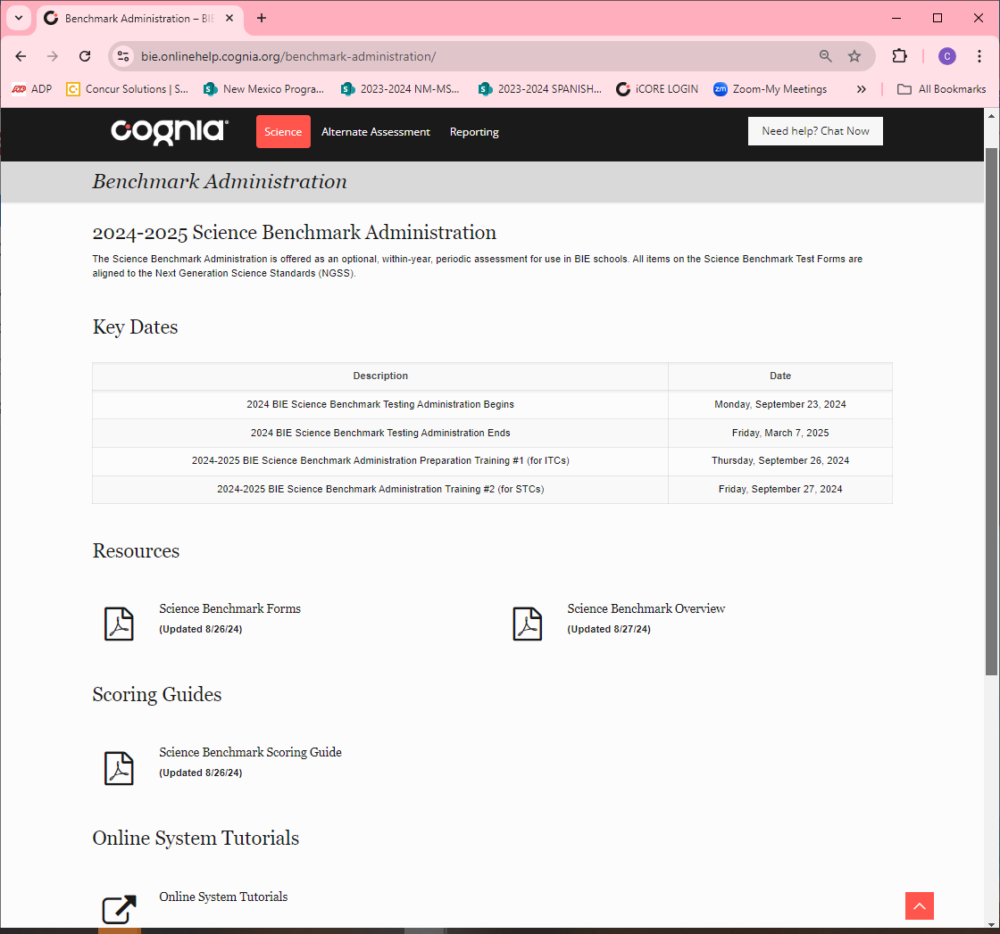 Benchmark Administration – BIE
bie.onlinehelp.cognia.org/benchmark-administration/
C
ADP
Concur Solutions | S...
New Mexico Progra...
2023-2024 NM-MS...
2023-2024 SPANISH...
iCORE LOGIN
zm Zoom-My Meetings
All Bookmarks
cognia
Science
Alternate Assessment
Reporting
Need help? Chat Now
Benchmark Administration
2024-2025 Science Benchmark Administration
The Science Benchmark Administration is offered as an optional, within-year, periodic assessment for use in BIE schools. All items on the Science Benchmark Test Forms are
aligned to the Next Generation Science Standards (NGSS).
Key Dates
Description Date
2024 BIE Science Benchmark Testing Administration Begins Monday, September 23, 2024
2024 BIE Science Benchmark Testing Administration Ends Friday, March 7, 2025
2024-2025 BIE Science Benchmark Administration Preparation Training #1 (for ITCs) Thursday, September 26, 2024
2024-2025 BIE Science Benchmark Administration Training #2 (for STCs) Friday, September 27, 2024
Resources
Science Benchmark Forms
(Updated 8/26/24)
Science Benchmark Overview
(Updated 8/27/24)
Scoring Guides
Science Benchmark Scoring Guide
(Updated 8/26/24)
Online System Tutorials
Online System Tutorials